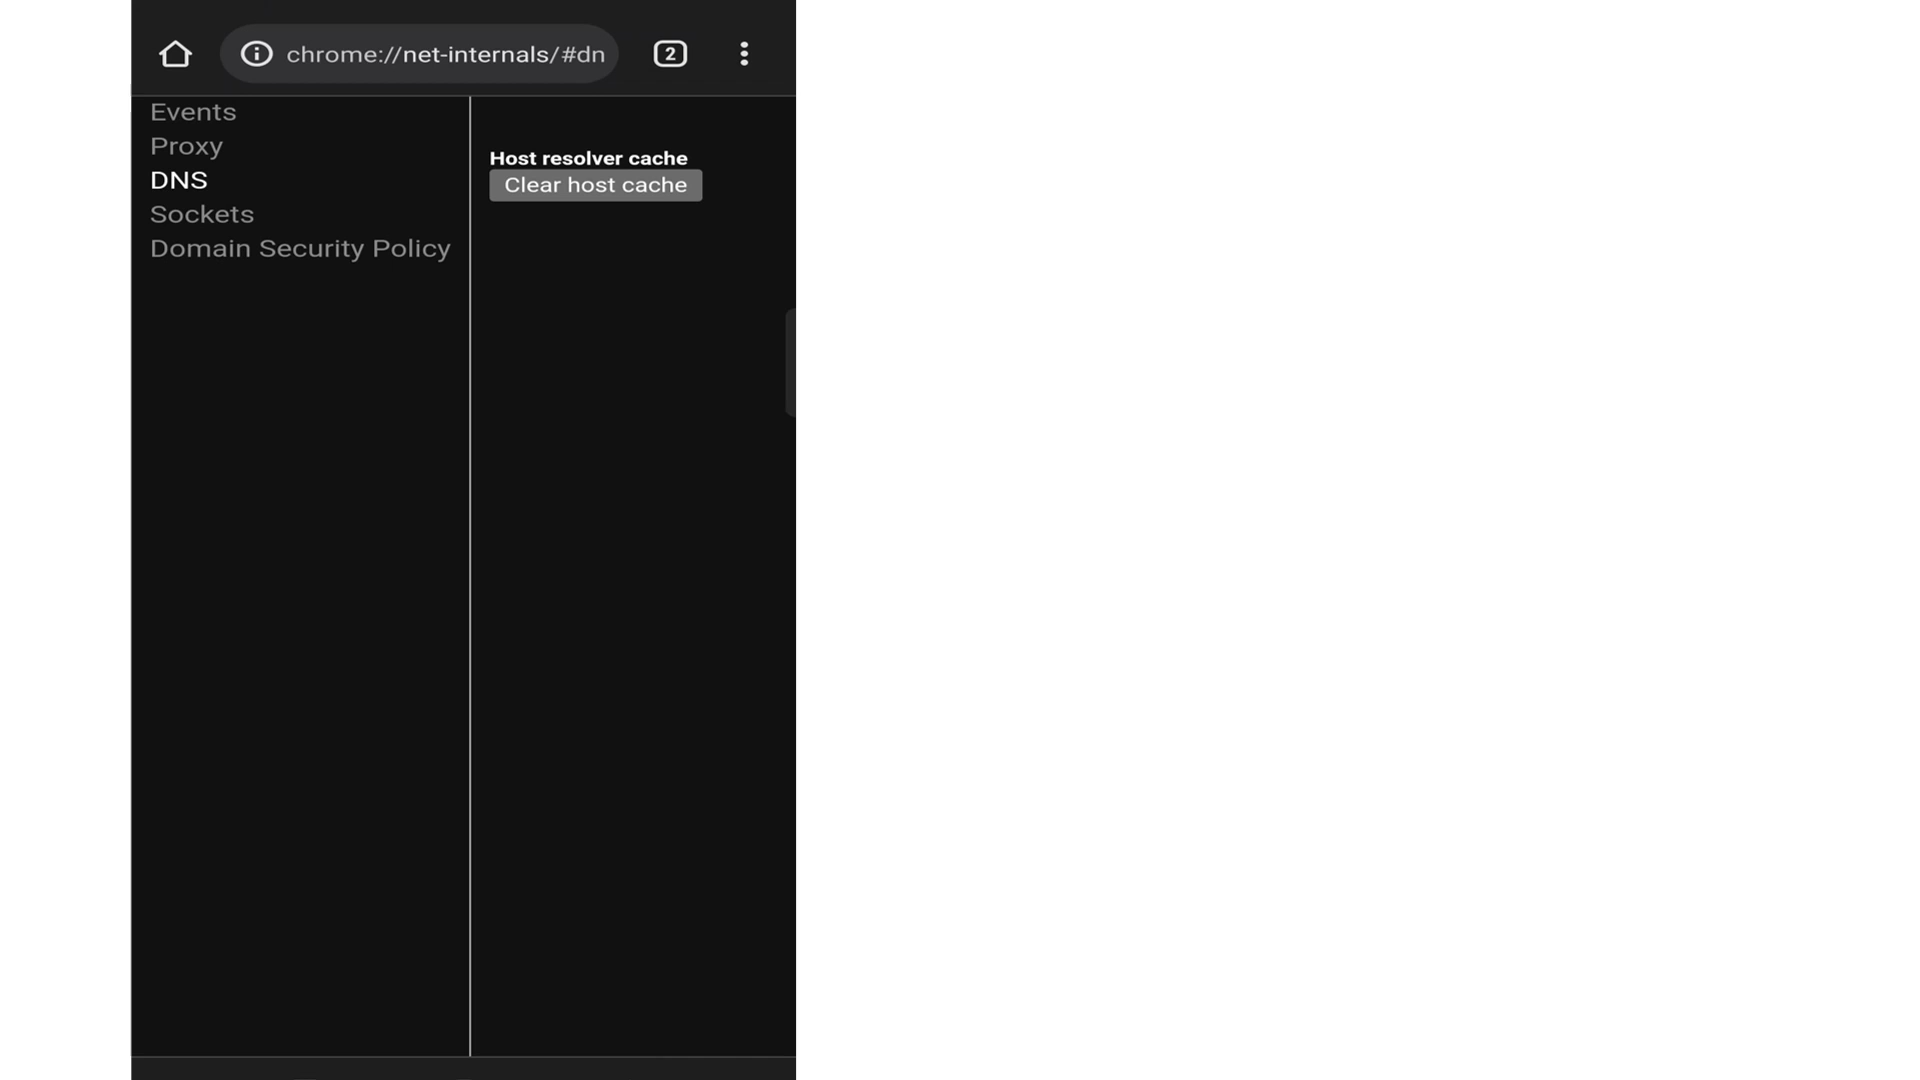 chrome://net-internals/#dn
2
Events
Proxy
DNS
Sockets
Domain Security Policy
Host resolver cache
Clear host cache